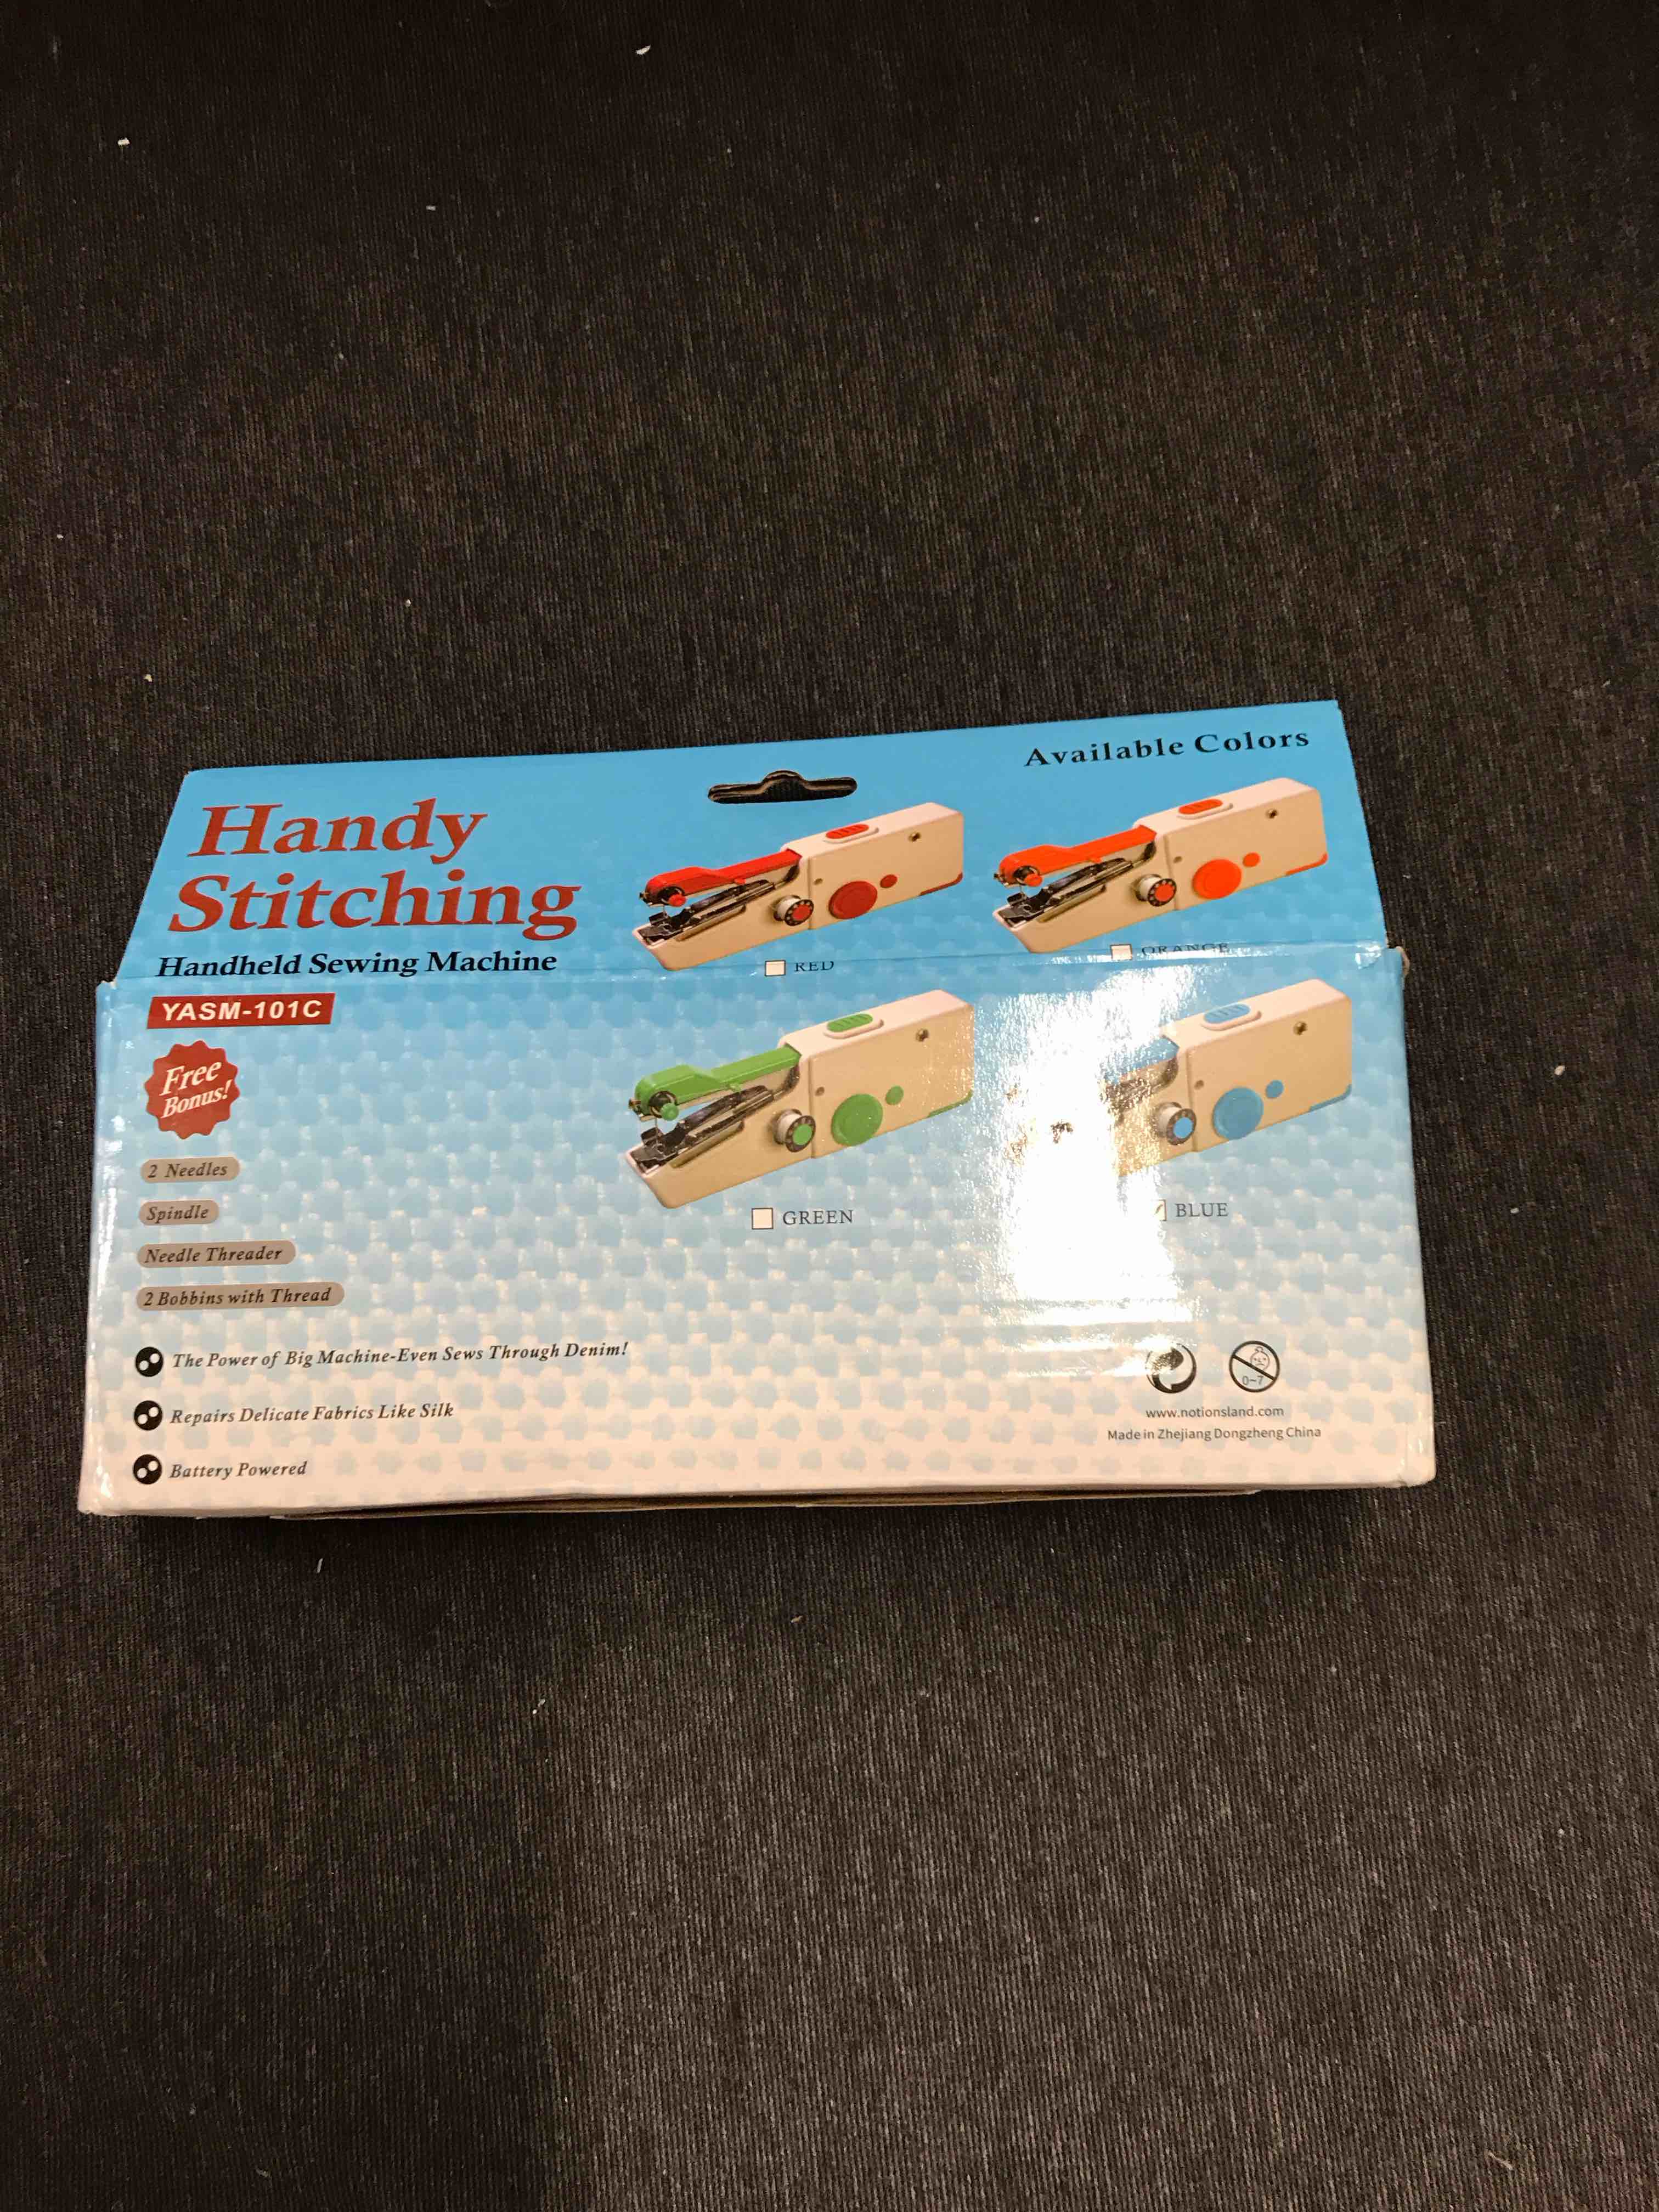 Available Colors
Handy
Stitching
Handheld Sewing Machine
RED
ORANGE
YASM-101C
Free
Bonus!
2 Needles
Spindle
Needle Threader
2 Bobbins with Thread
GREEN
BLUE
The Power of Big Machine-Even Sews Through Denim!
Repairs Delicate Fabrics Like Silk
Battery Powered
0-7
www.notionsland.com
Made in Zhejiang Dongzheng China